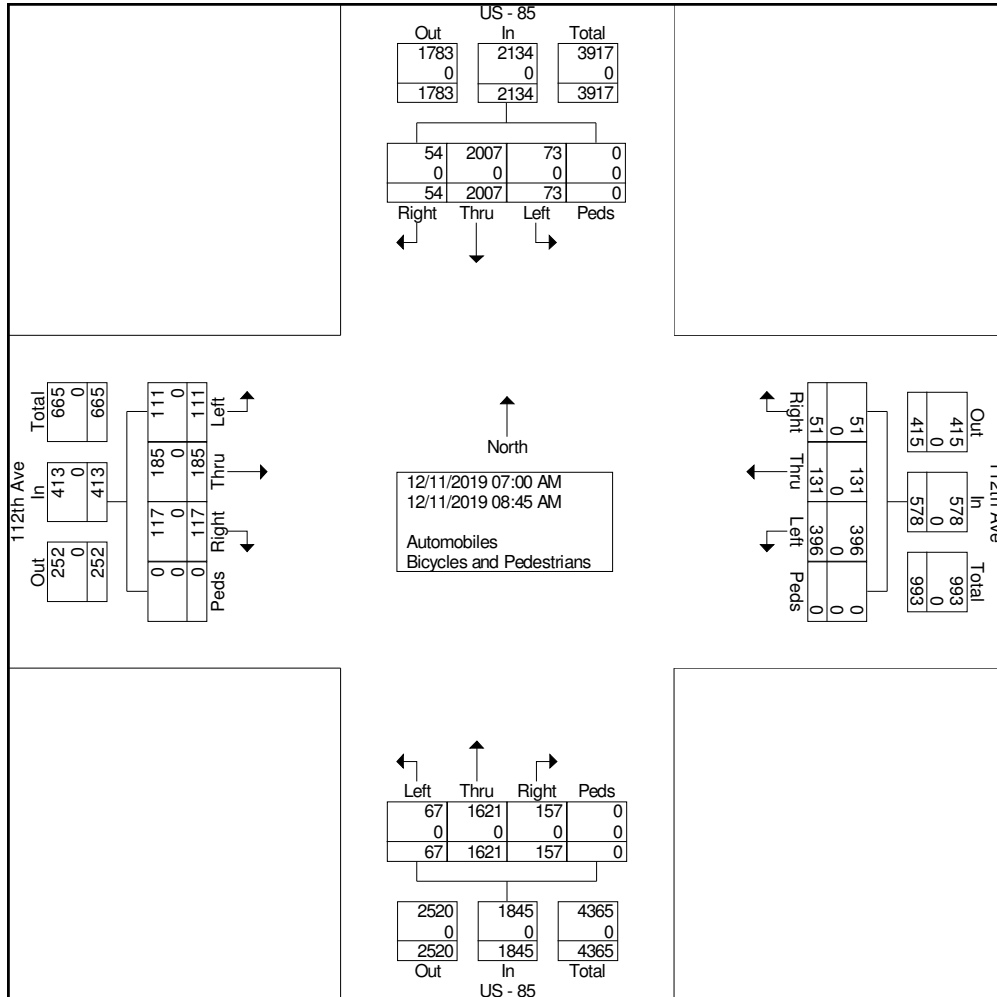 US - 85
Out In Total
1783 2134 3917
0 0 0
1783 2134 3917
54 2007 73 0
0 0 0 0
54 2007 73 0
Right Thru Left Peds
112th Ave
Total In Out
665 413 252
0 0 0
665 413 252
111 185 117 0
0 0 0 0
111 185 117 0
Left Thru Right Peds
North
12/11/2019 07:00 AM
12/11/2019 08:45 AM
Automobiles
Bicycles and Pedestrians
Right Thru Left Peds
51 131 396 0
0 0 0 0
51 131 396 0
415 578 993
0 0 0
415 578 993
Out In Total
112th Ave
Left Thru Right Peds
67 1621 157 0
0 0 0 0
67 1621 157 0
2520 1845 4365
0 0 0
2520 1845 4365
Out In Total
US - 85